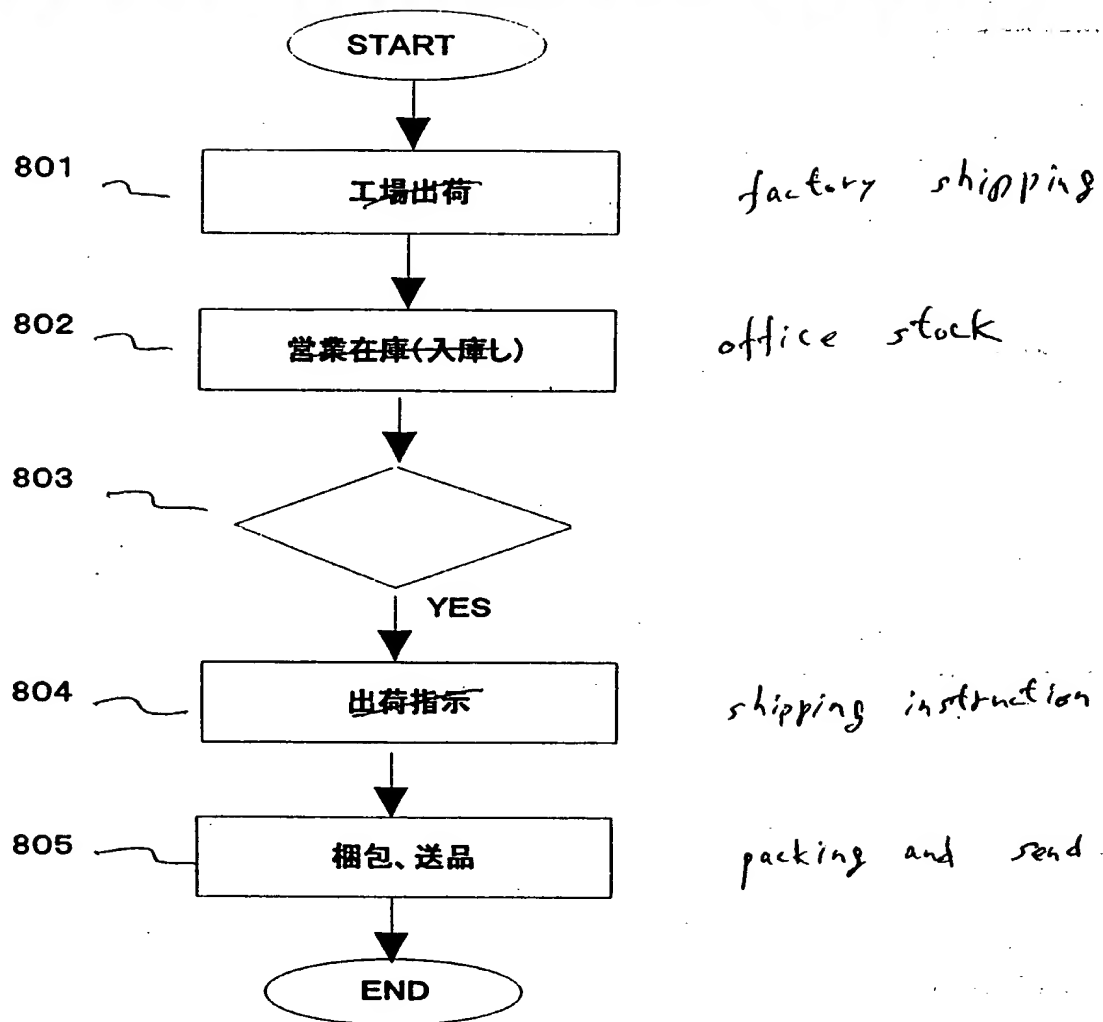 START
801
工場出荷
factory shipping
802
営業在庫(入庫し)
office stock
803
YES
804
出荷指示
shipping instruction
805
梱包、送品
packing and send
END